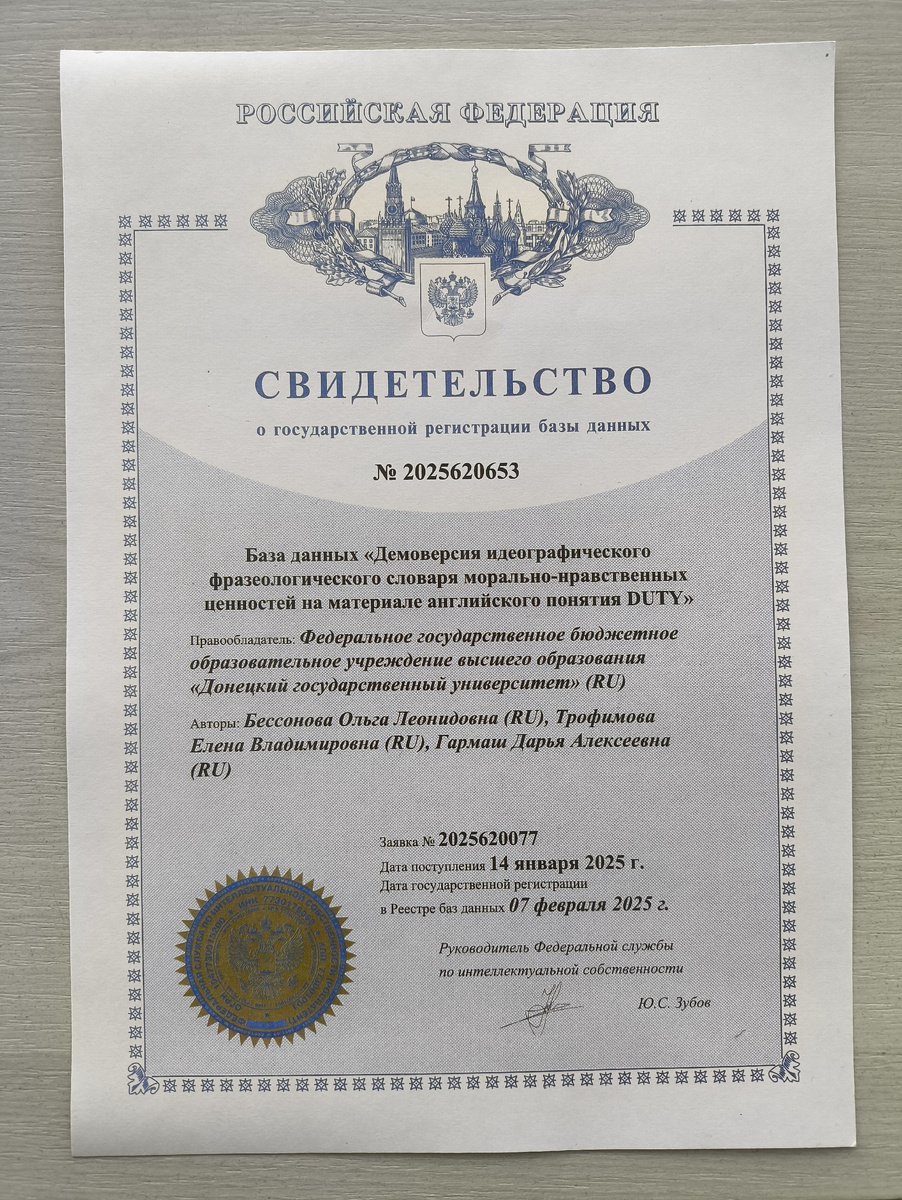 РОССИЙСКАЯ ФЕДЕРАЦИЯ
СВИДЕТЕЛЬСТВО
о государственной регистрации базы данных
№ 2025620653
База данных «Демоверсия идеографического
фразеологического словаря морально-нравственных
ценностей на материале английского понятия DUTY»
Правообладатель: Федеральное государственное бюджетное
образовательное учреждение высшего образования
«Донецкий государственный университет» (RU)
Авторы: Бессонова Ольга Леонидовна (RU), Трофимова
Елена Владимировна (RU), Гармаш Дарья Алексеевна
(RU)
Заявка № 2025620077
Дата поступления 14 января 2025 г.
Дата государственной регистрации
в Реестре баз данных 07 февраля 2025 г.
Руководитель Федеральной службы
по интеллектуальной собственности
Ю.С. Зубов